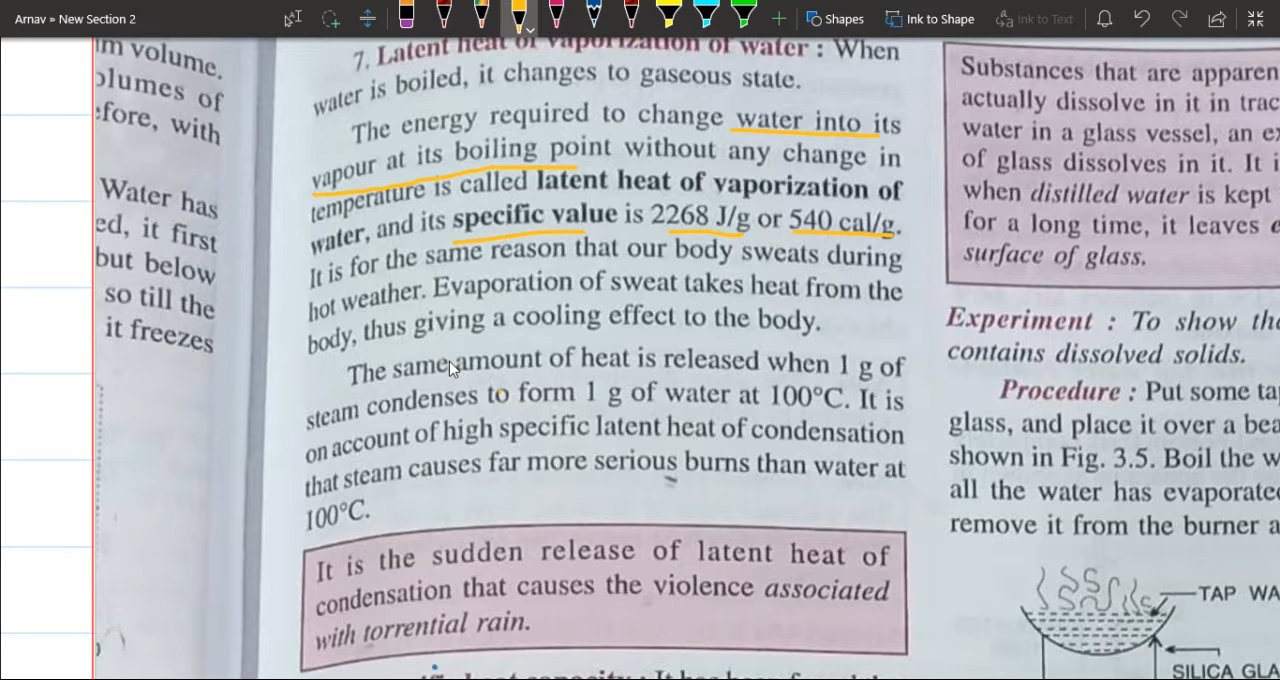 Arnav » New Section 2
Shapes
Ink to Shape
Ink to Text
volume.
olumes of
efore, with
Water has
ed, it first
but below
so till the
it freezes
7. Latent heat of vaporization of water : When
water is boiled, it changes to gaseous state.
The energy required to change water into its
vapour at its boiling point without any change in
temperature is called latent heat of vaporization of
water, and its specific value is 2268 J/g or 540 cal/g.
It is for the same reason that our body sweats during
hot weather. Evaporation of sweat takes heat from the
body, thus giving a cooling effect to the body.
The same amount of heat is released when 1 g of
steam condenses to form 1 g of water at 100°C. It is
on account of high specific latent heat of condensation
that steam causes far more serious burns than water at
100°C.
It is the sudden release of latent heat of
condensation that causes the violence associated
with torrential rain.
Substances that are apparen
actually dissolve in it in trac
water in a glass vessel, an ex
of glass dissolves in it. It i
when distilled water is kept
for a long time, it leaves e
surface of glass.
Experiment : To show tha
contains dissolved solids.
Procedure : Put some tap
glass, and place it over a bea
shown in Fig. 3.5. Boil the w
all the water has evaporate
remove it from the burner a
TAP WA
SILICA GLA